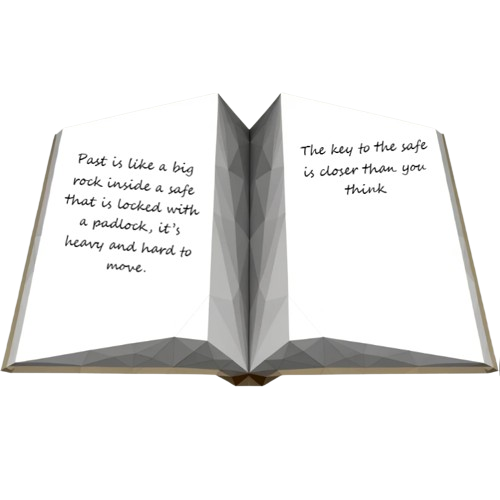 Past is like a big
rock inside a safe
that is locked with
a padlock, it's
heavy and hard to
move.
The key to the safe
is closer than you
think